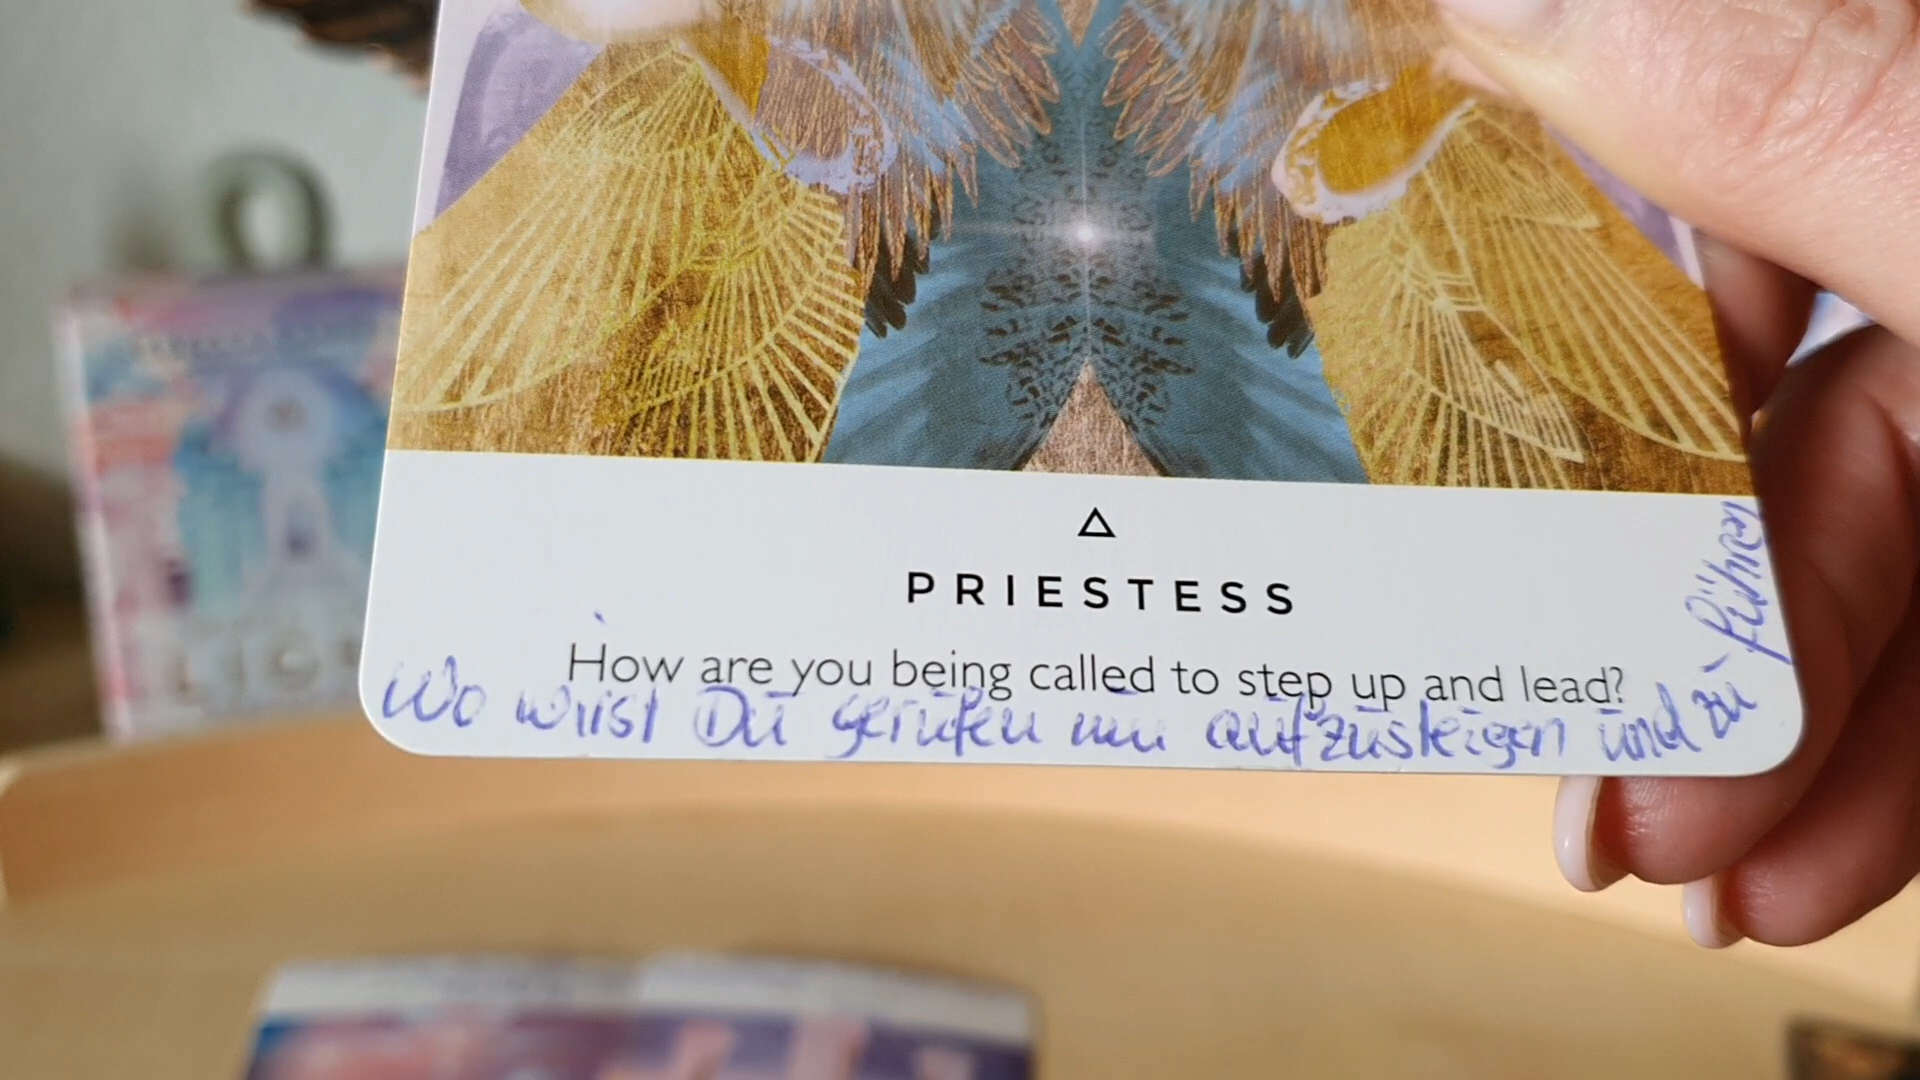 PRIESTESS
How are you being called to step up and lead?
Wo wirst Du gerufen um aufzusteigen und zu führen